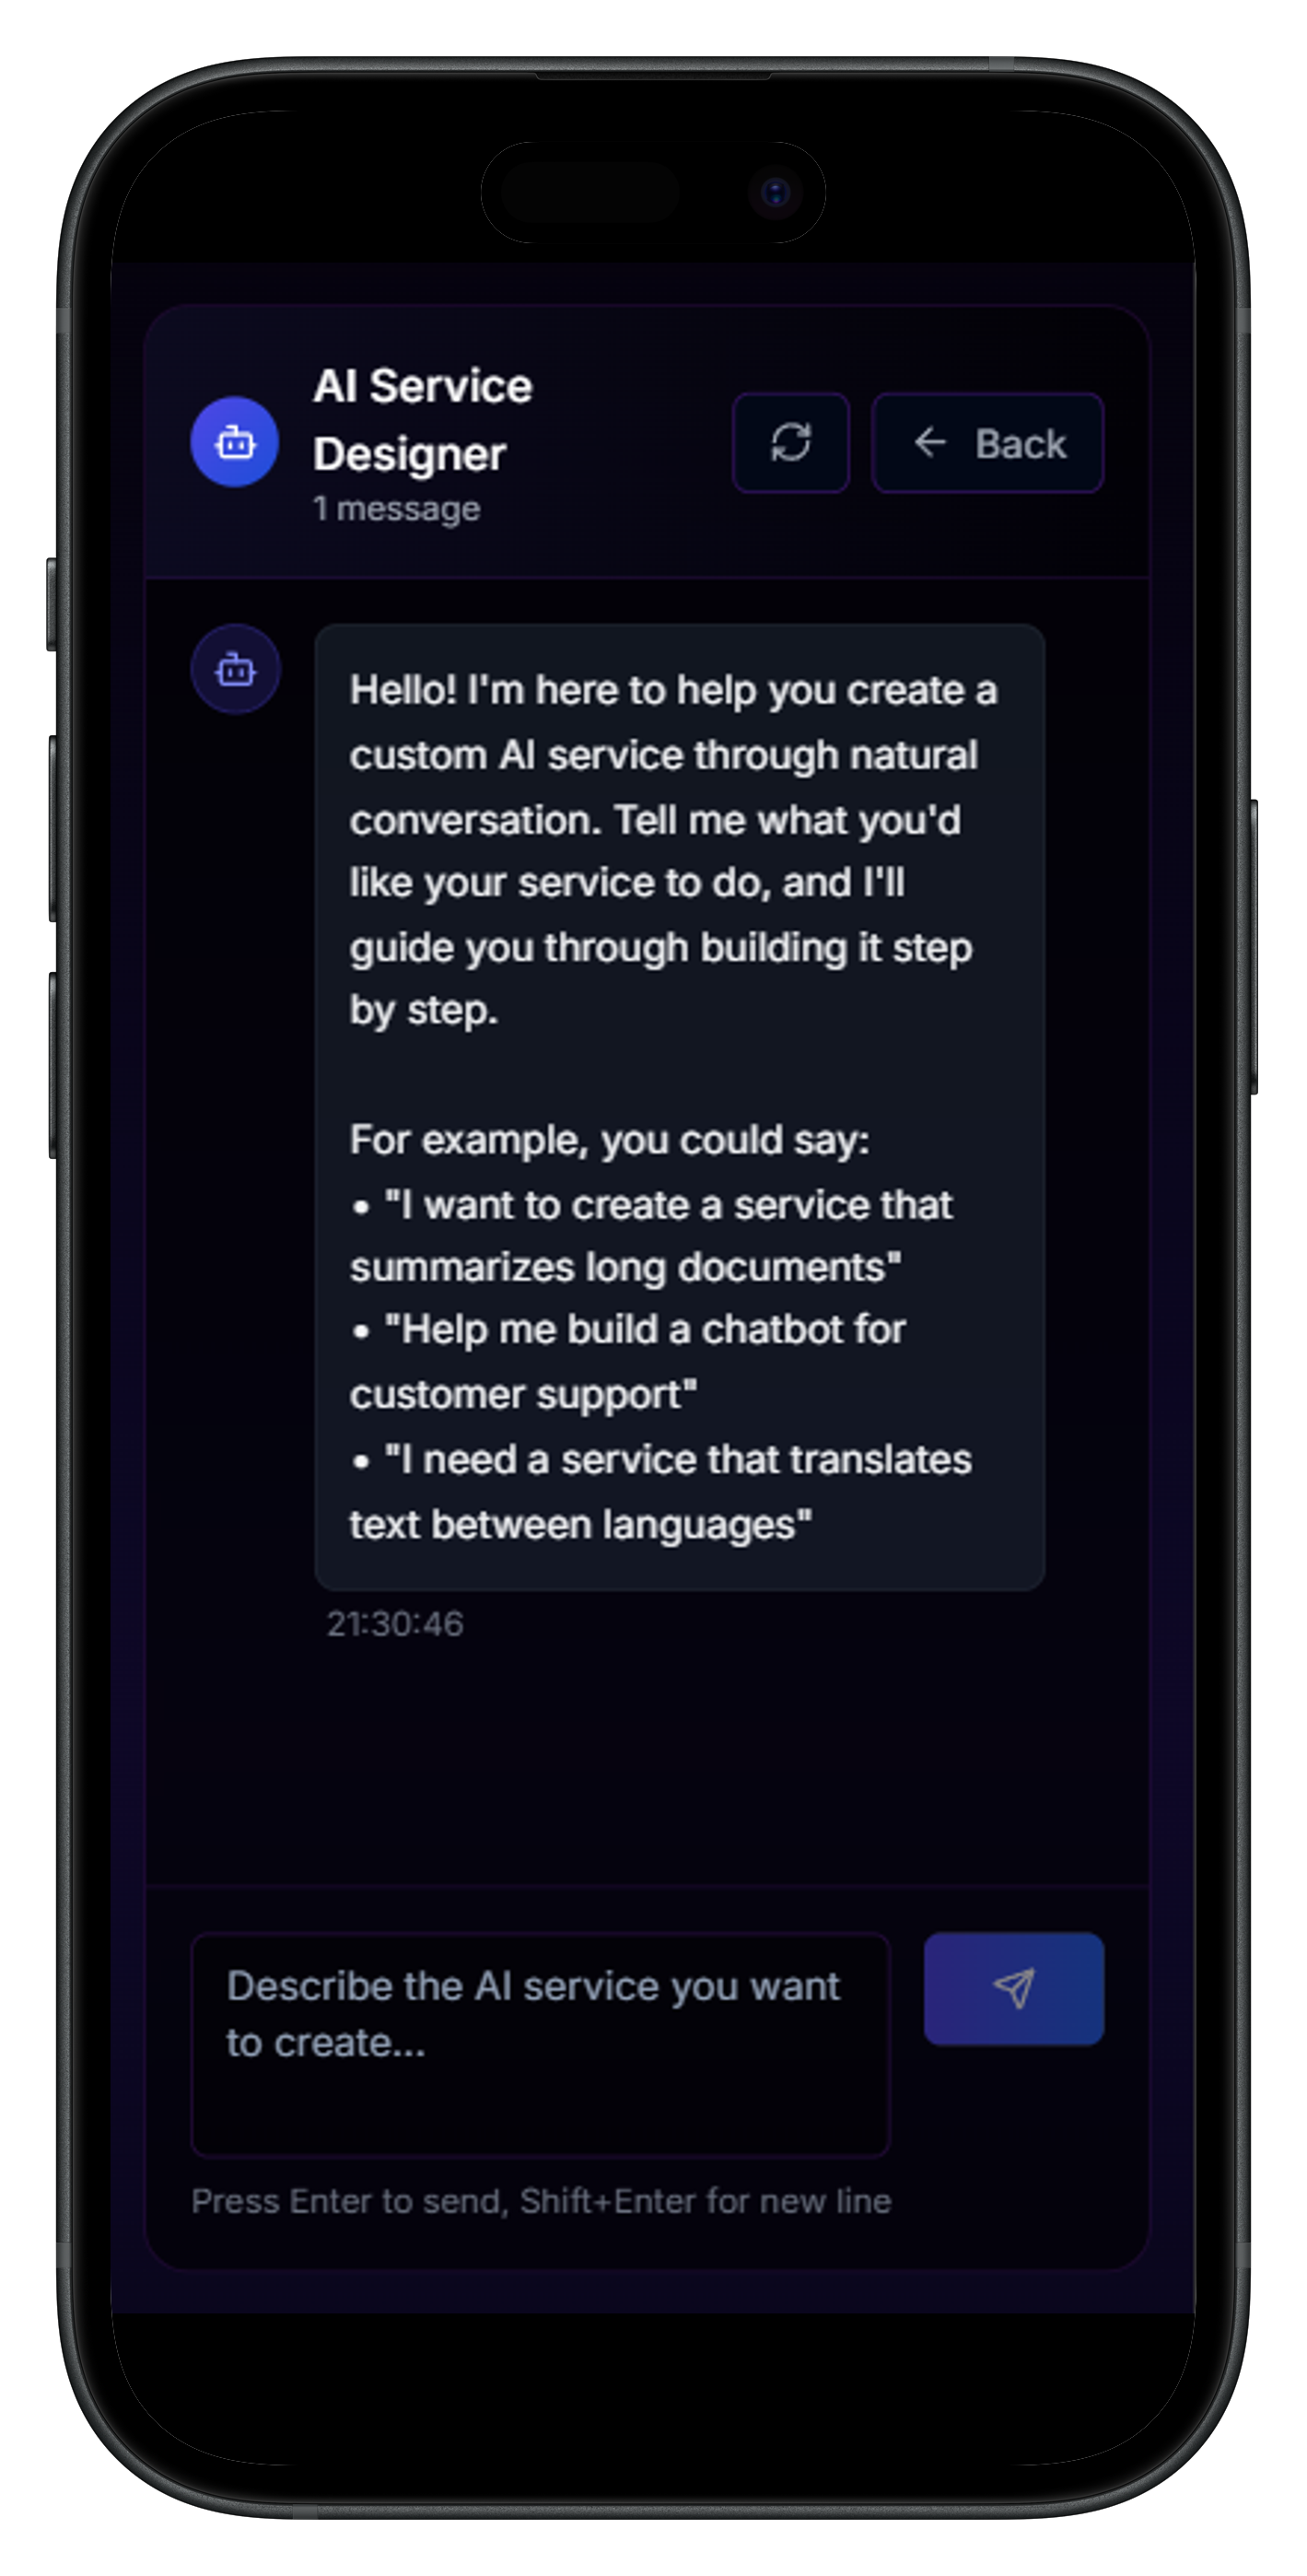 AI Service
Designer
1 message
Back
Hello! I'm here to help you create a
custom AI service through natural
conversation. Tell me what you'd
like your service to do, and I'll
guide you through building it step
by step.
For example, you could say:
• "I want to create a service that
summarizes long documents"
• "Help me build a chatbot for
customer support"
• "I need a service that translates
text between languages"
21:30:46
Describe the AI service you want
to create...
Press Enter to send, Shift+Enter for new line